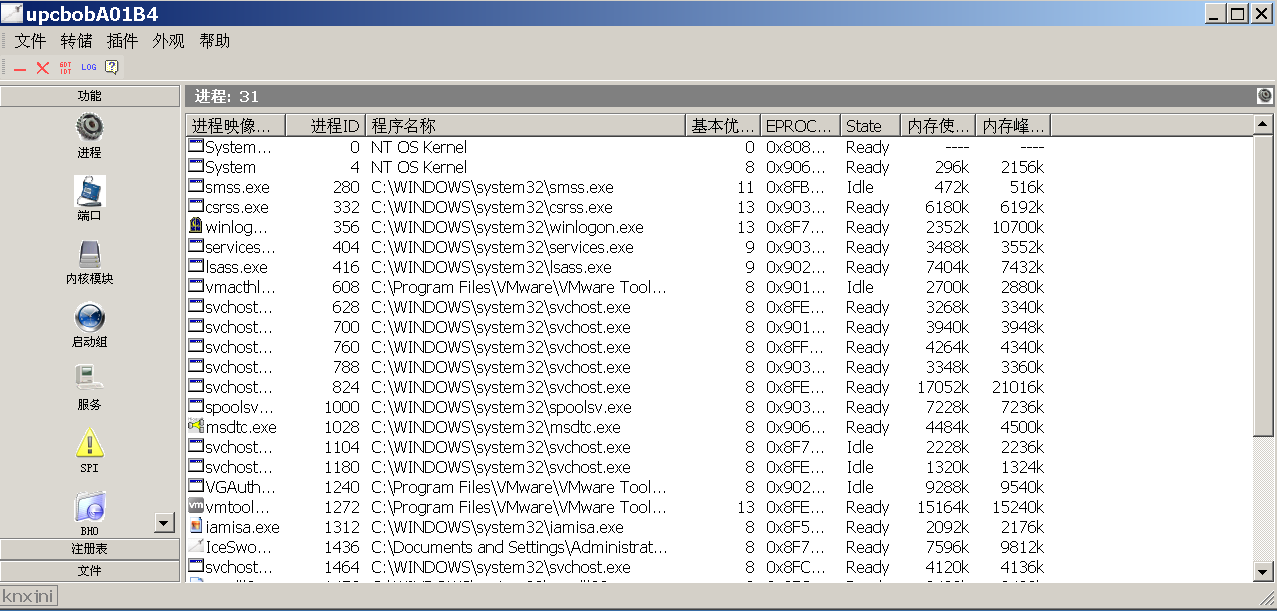 upcbobA01B4
文件 转储 插件 外观 帮助
GDT IDT LOG
功能
进程
端口
内核模块
启动组
服务
SPI
BHO
注册表
文件
进程: 31
进程映像... 进程ID 程序名称 基本优... EPROC... State 内存使... 内存峰...
System... 0 NT OS Kernel 0 0x808... Ready ---- ----
System 4 NT OS Kernel 8 0x906... Ready 296k 2156k
smss.exe 280 C:\WINDOWS\system32\smss.exe 11 0x8FB... Idle 472k 516k
csrss.exe 332 C:\WINDOWS\system32\csrss.exe 13 0x903... Ready 6180k 6192k
winlog... 356 C:\WINDOWS\system32\winlogon.exe 13 0x8F7... Ready 2352k 10700k
services... 404 C:\WINDOWS\system32\services.exe 9 0x903... Ready 3488k 3552k
lsass.exe 416 C:\WINDOWS\system32\lsass.exe 9 0x902... Ready 7404k 7432k
vmacthl... 608 C:\Program Files\VMware\VMware Tool... 8 0x901... Idle 2700k 2880k
svchost... 628 C:\WINDOWS\system32\svchost.exe 8 0x8FE... Ready 3268k 3340k
svchost... 700 C:\WINDOWS\system32\svchost.exe 8 0x901... Ready 3940k 3948k
svchost... 760 C:\WINDOWS\system32\svchost.exe 8 0x8FF... Ready 4264k 4340k
svchost... 788 C:\WINDOWS\system32\svchost.exe 8 0x903... Ready 3348k 3360k
svchost... 824 C:\WINDOWS\system32\svchost.exe 8 0x8FE... Ready 17052k 21016k
spoolsv... 1000 C:\WINDOWS\system32\spoolsv.exe 8 0x903... Ready 7228k 7236k
msdtc.exe 1028 C:\WINDOWS\system32\msdtc.exe 8 0x906... Ready 4484k 4500k
svchost... 1104 C:\WINDOWS\system32\svchost.exe 8 0x8F7... Idle 2228k 2236k
svchost... 1180 C:\WINDOWS\system32\svchost.exe 8 0x8FE... Idle 1320k 1324k
VGAuth... 1240 C:\Program Files\VMware\VMware Tool... 8 0x902... Idle 9288k 9540k
vmtool... 1272 C:\Program Files\VMware\VMware Tool... 13 0x8FE... Ready 15164k 15240k
iamisa.exe 1312 C:\WINDOWS\system32\iamisa.exe 8 0x8F5... Ready 2092k 2176k
IceSwo... 1436 C:\Documents and Settings\Administrat... 8 0x8F7... Ready 7596k 9812k
svchost... 1464 C:\WINDOWS\system32\svchost.exe 8 0x8FC... Ready 4120k 4136k
knxjni